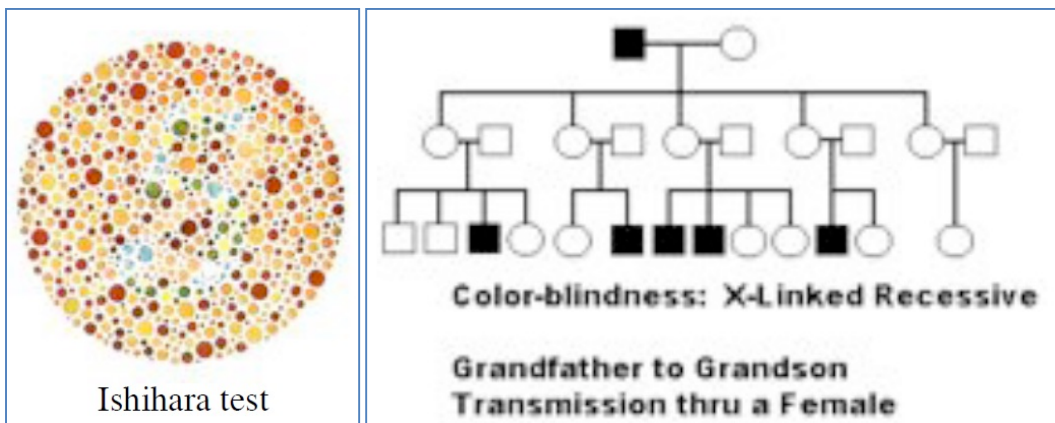 Ishihara test
Color-blindness: X-Linked Recessive
Grandfather to Grandson
Transmission thru a Female